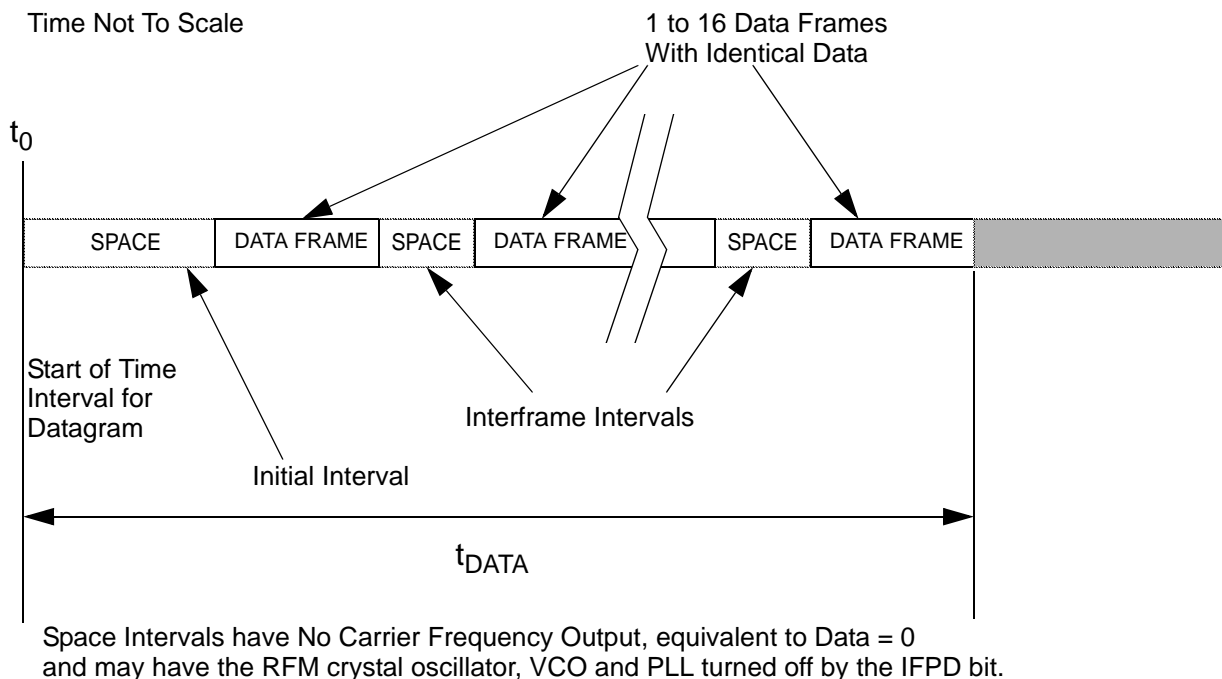 Time Not To Scale
1 to 16 Data Frames
With Identical Data
t0
SPACE
DATA FRAME
SPACE
DATA FRAME
SPACE
DATA FRAME
Start of Time
Interval for
Datagram
Interframe Intervals
Initial Interval
tDATA
Space Intervals have No Carrier Frequency Output, equivalent to Data = 0
and may have the RFM crystal oscillator, VCO and PLL turned off by the IFPD bit.